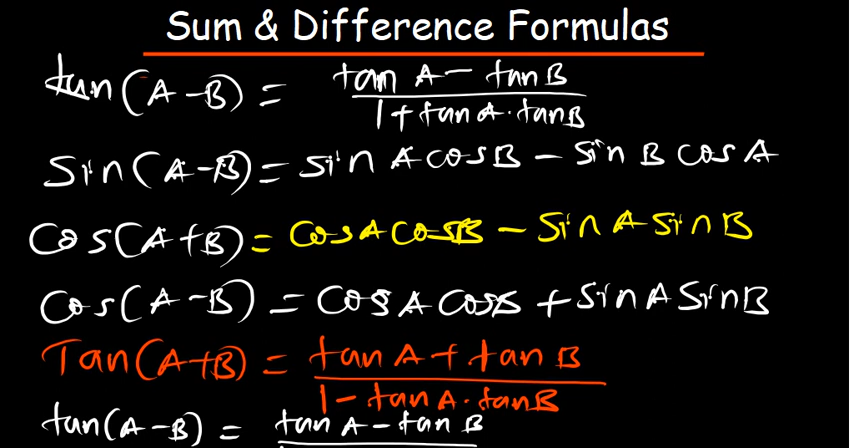 Sum & Difference Formulas
tan(A-B) = tan A - tan B / 1 + tan A . tan B
Sin(A-B) = Sin A cos B - Sin B cos A
Cos(A+B) = Cos A cos B - Sin A Sin B
Cos(A-B) = Cos A Cos B + Sin A Sin B
Tan(A+B) = tan A + tan B / 1 - tan A . tan B
tan(A-B) = tan A - tan B